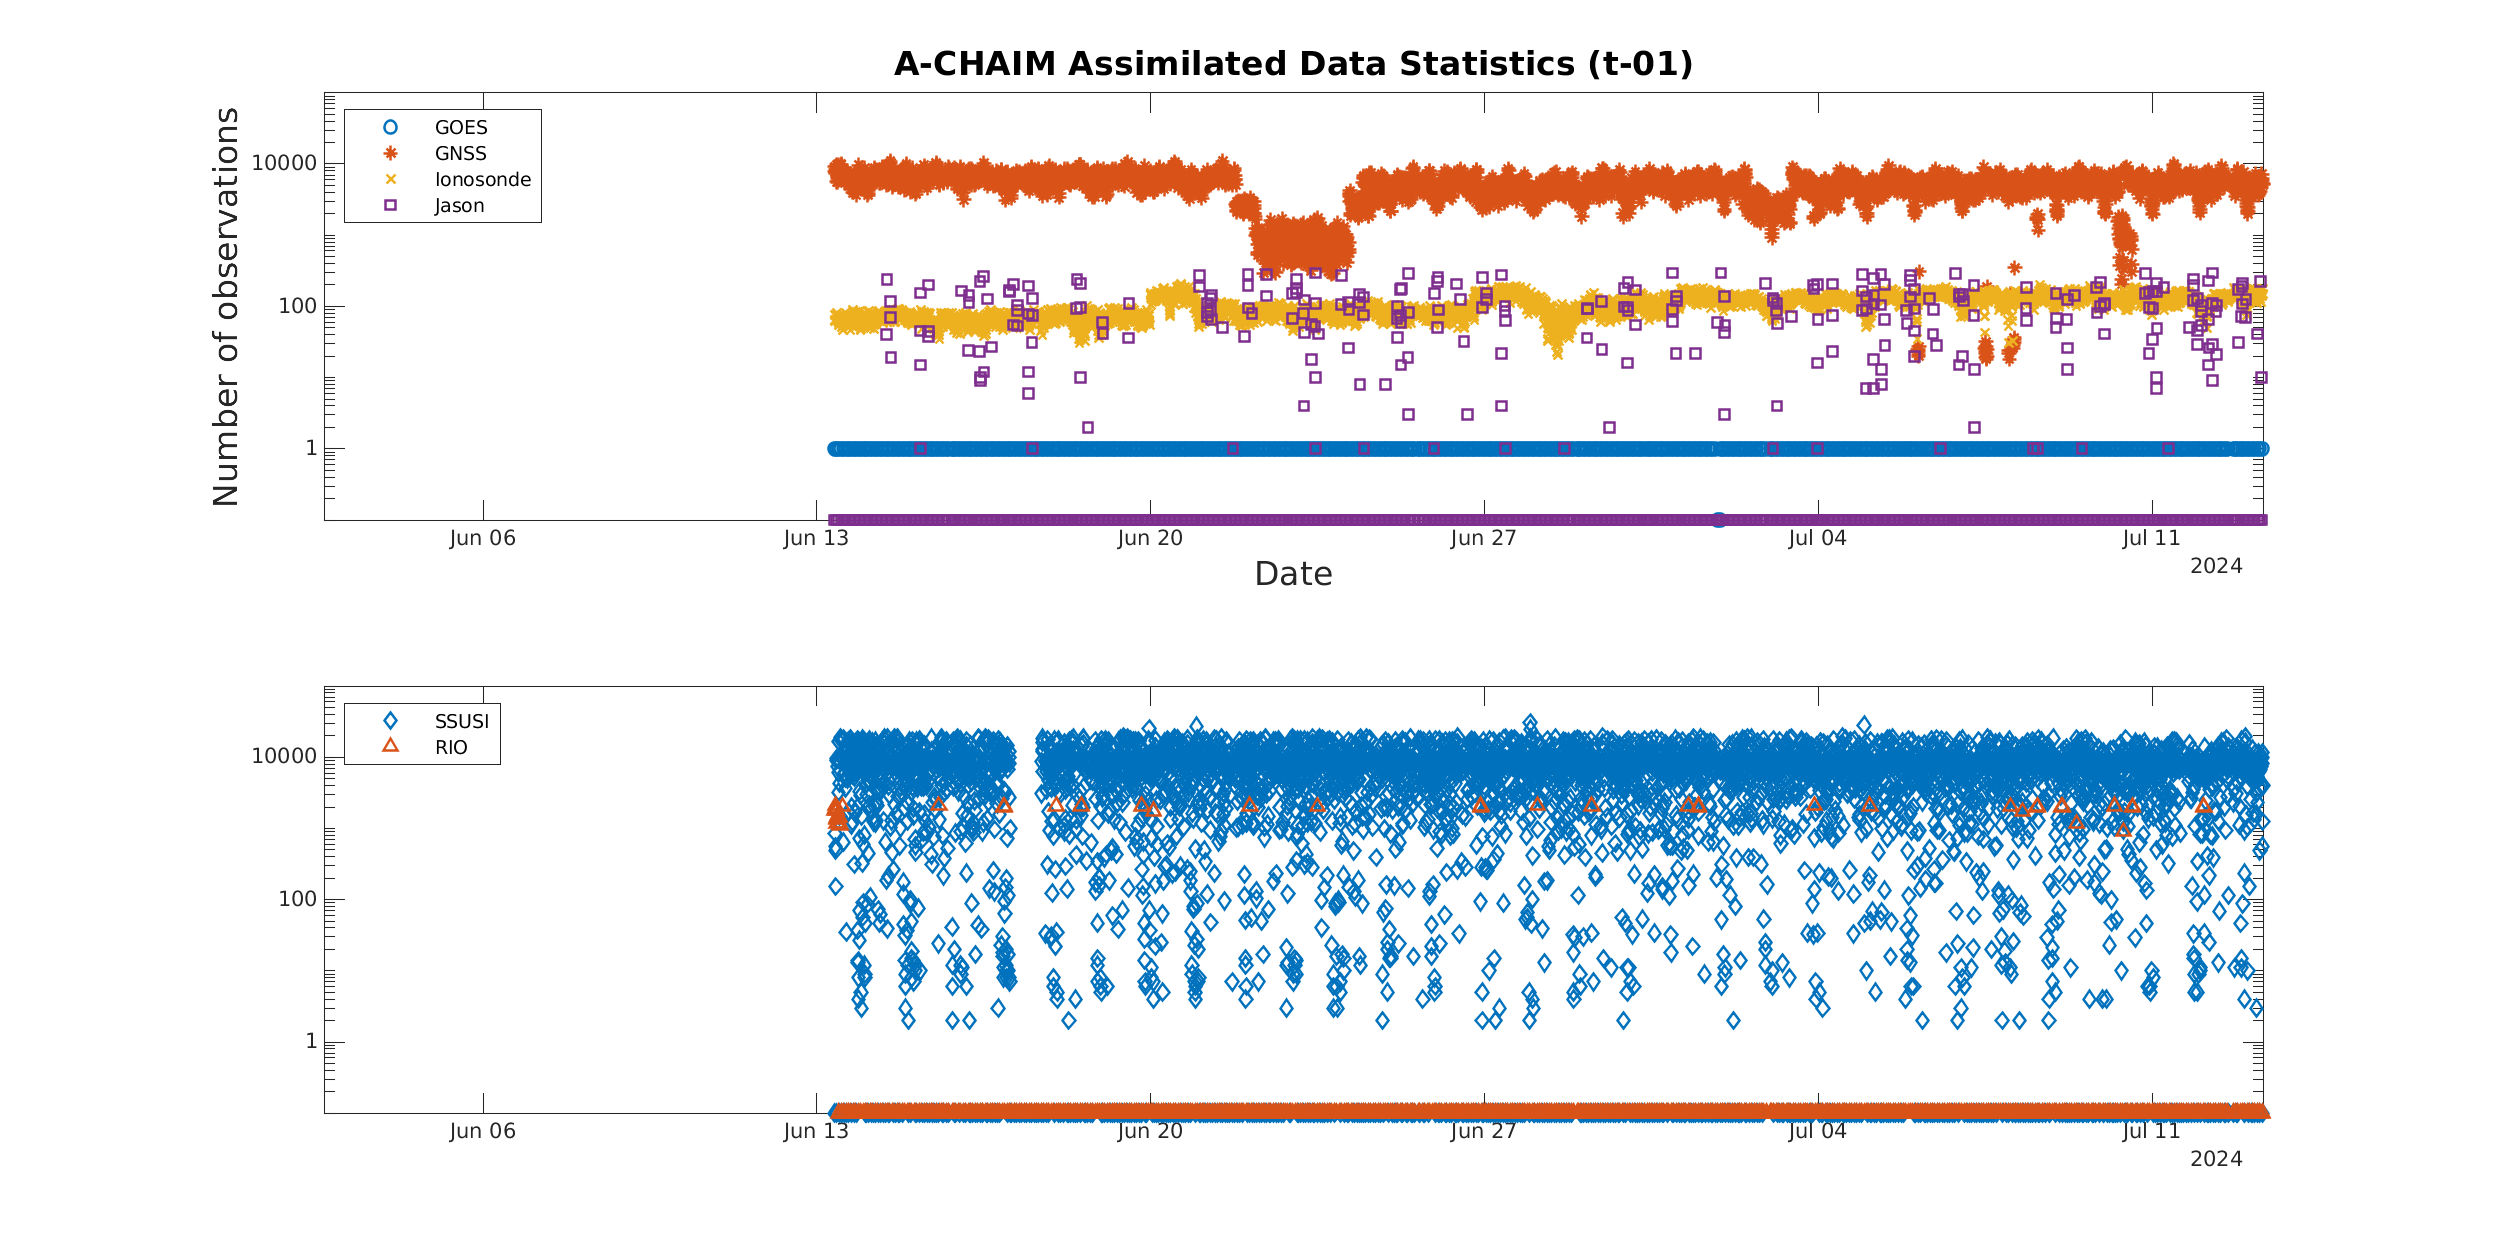 A-CHAIM Assimilated Data Statistics (t-01)
Number of observations
10000
100
1
GOES
GNSS
Ionosonde
Jason
Jun 06
Jun 13
Jun 20
Jun 27
Jul 04
Jul 11
2024
Date
10000
100
1
SSUSI
RIO
Jun 06
Jun 13
Jun 20
Jun 27
Jul 04
Jul 11
2024